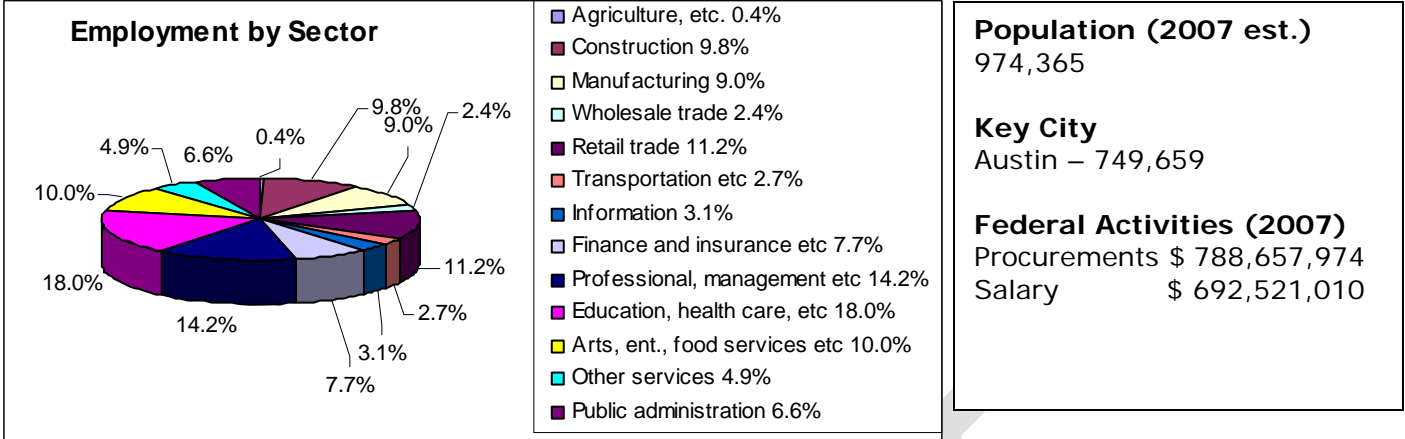 Employment by Sector
0.4%
9.8%
9.0%
2.4%
11.2%
2.7%
3.1%
7.7%
14.2%
18.0%
10.0%
4.9%
6.6%
Agriculture, etc. 0.4%
Construction 9.8%
Manufacturing 9.0%
Wholesale trade 2.4%
Retail trade 11.2%
Transportation etc 2.7%
Information 3.1%
Finance and insurance etc 7.7%
Professional, management etc 14.2%
Education, health care, etc 18.0%
Arts, ent., food services etc 10.0%
Other services 4.9%
Public administration 6.6%
Population (2007 est.)
974,365
Key City
Austin – 749,659
Federal Activities (2007)
Procurements $ 788,657,974
Salary $ 692,521,010